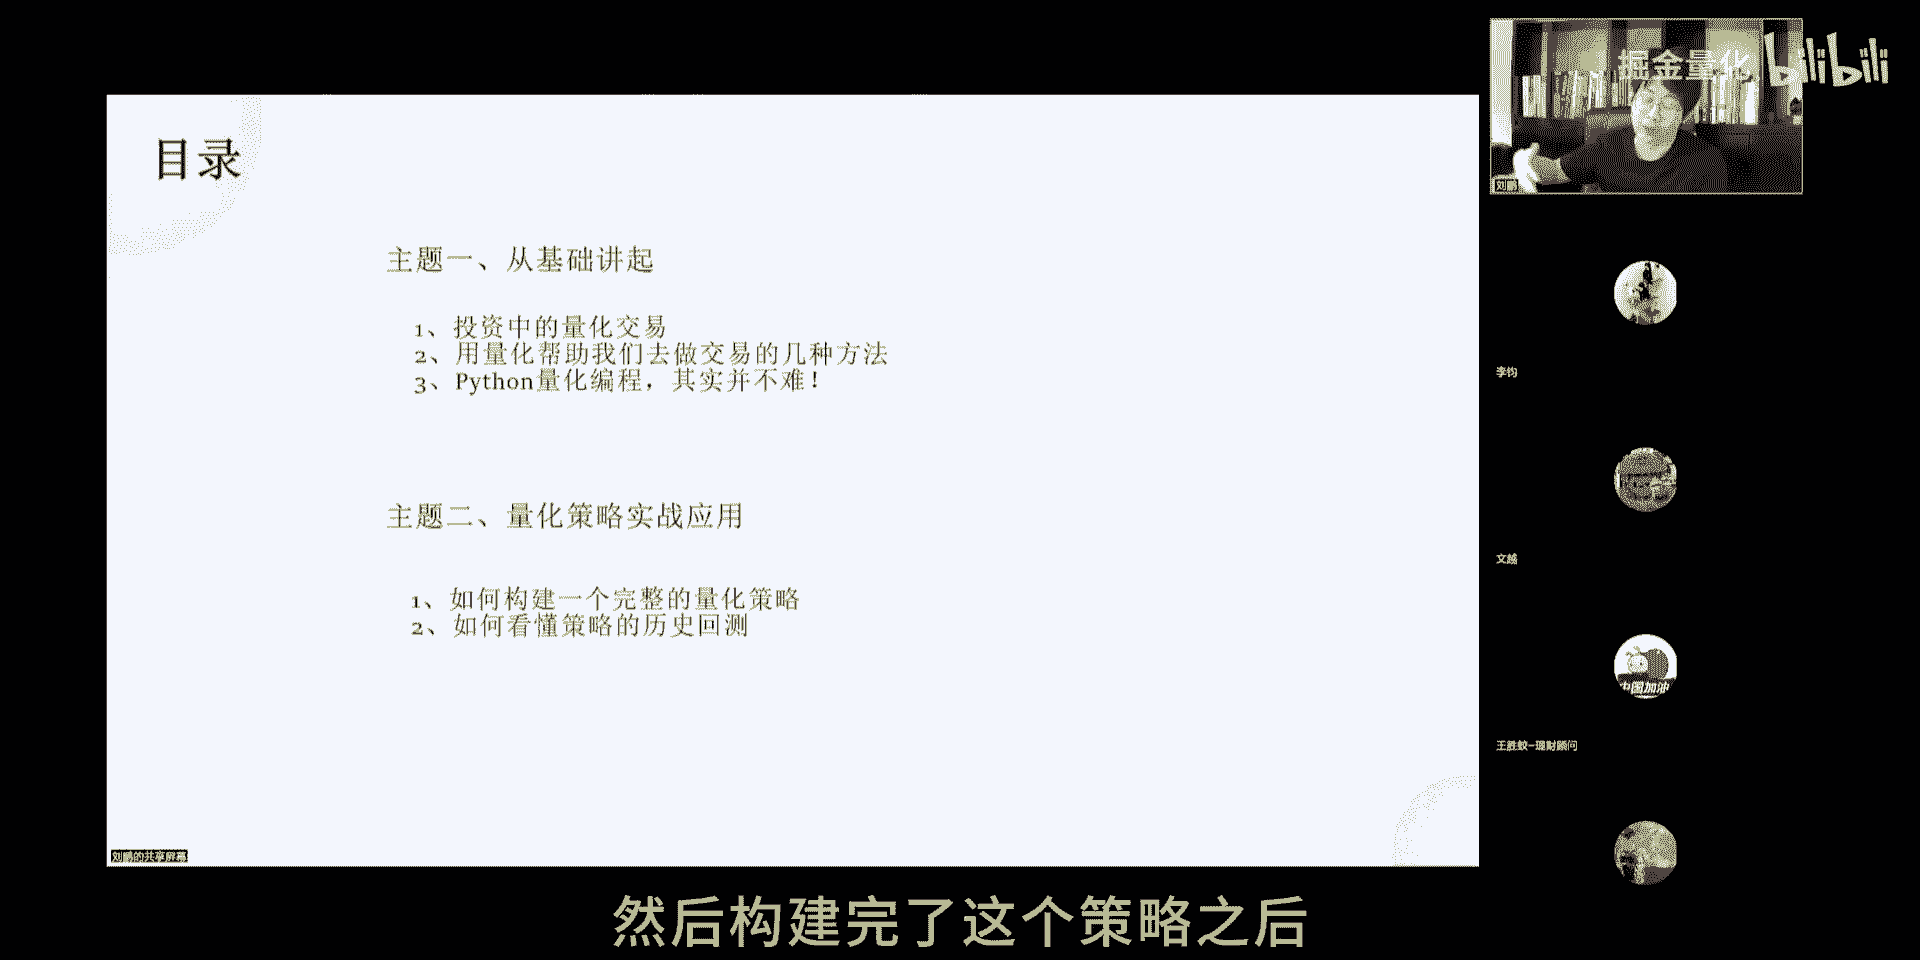 掘金量化 bilibili
目录
主题一、从基础讲起
1、投资中的量化交易
2、用量化帮助我们去做交易的几种方法
3、Python量化编程，其实并不难！
主题二、量化策略实战应用
1、如何构建一个完整的量化策略
2、如何看懂策略的历史回测
刘鹏的共享屏幕
刘鹏
李钧
文越
中国加油
王胜蛟-理财顾问
然后构建完了这个策略之后